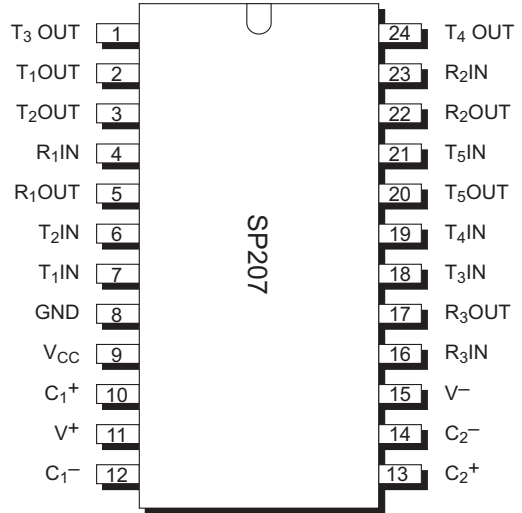 T₃ OUT 1 24 T₄ OUT
T₁OUT 2 23 R₂IN
T₂OUT 3 22 R₂OUT
R₁IN 4 21 T₅IN
R₁OUT 5 20 T₅OUT
T₂IN 6 19 T₄IN
T₁IN 7 18 T₃IN
GND 8 17 R₃OUT
V_CC 9 16 R₃IN
C₁⁺ 10 15 V⁻
V⁺ 11 14 C₂⁻
C₁⁻ 12 13 C₂⁺
SP207